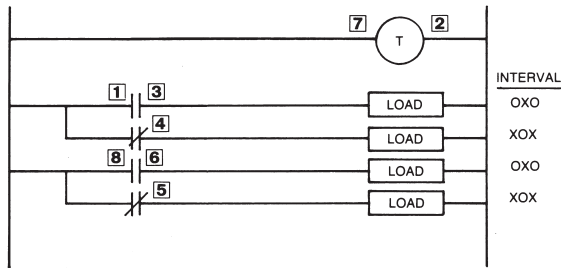 7 T 2
INTERVAL
1 3 LOAD OXO
4 LOAD XOX
8 6 LOAD OXO
5 LOAD XOX